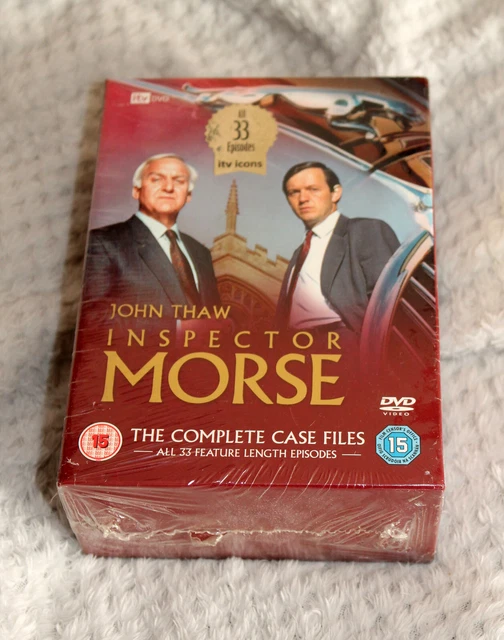 itv DVD
All
33
Episodes
itv icons
JOHN THAW
INSPECTOR
MORSE
DVD
VIDEO
15
THE COMPLETE CASE FILES
ALL 33 FEATURE LENGTH EPISODES
15